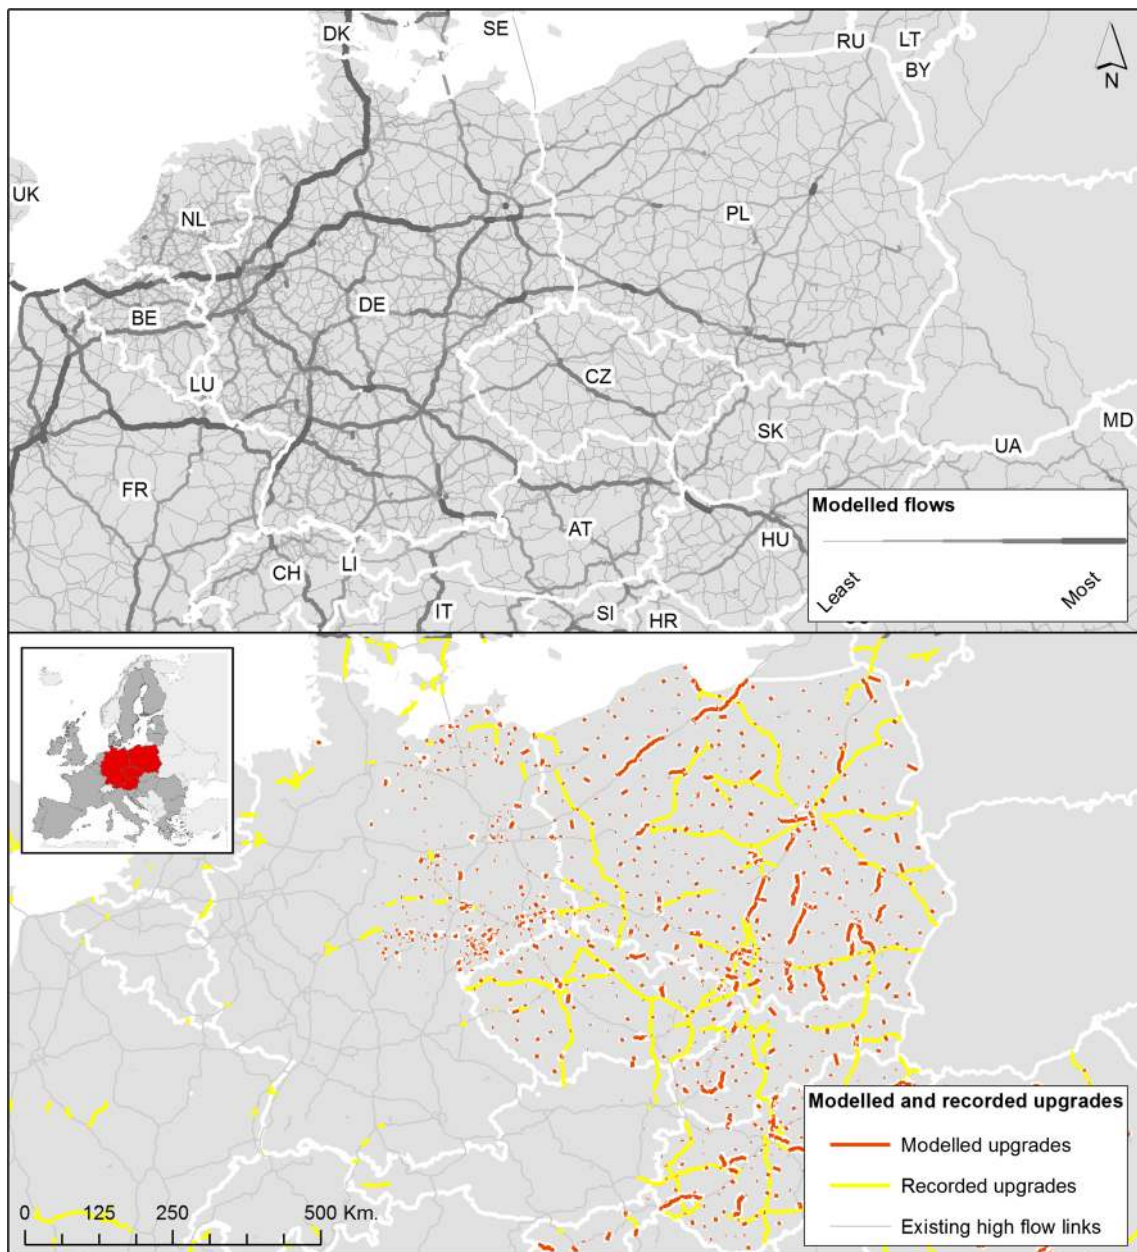 DK
SE
RU
LT
BY
N
UK
NL
PL
BE
DE
LU
CZ
SK
MD
UA
FR
AT
HU
CH
LI
IT
SI
HR
Modelled flows
Least
Most
Modelled and recorded upgrades
Modelled upgrades
Recorded upgrades
Existing high flow links
0 125 250 500 Km.